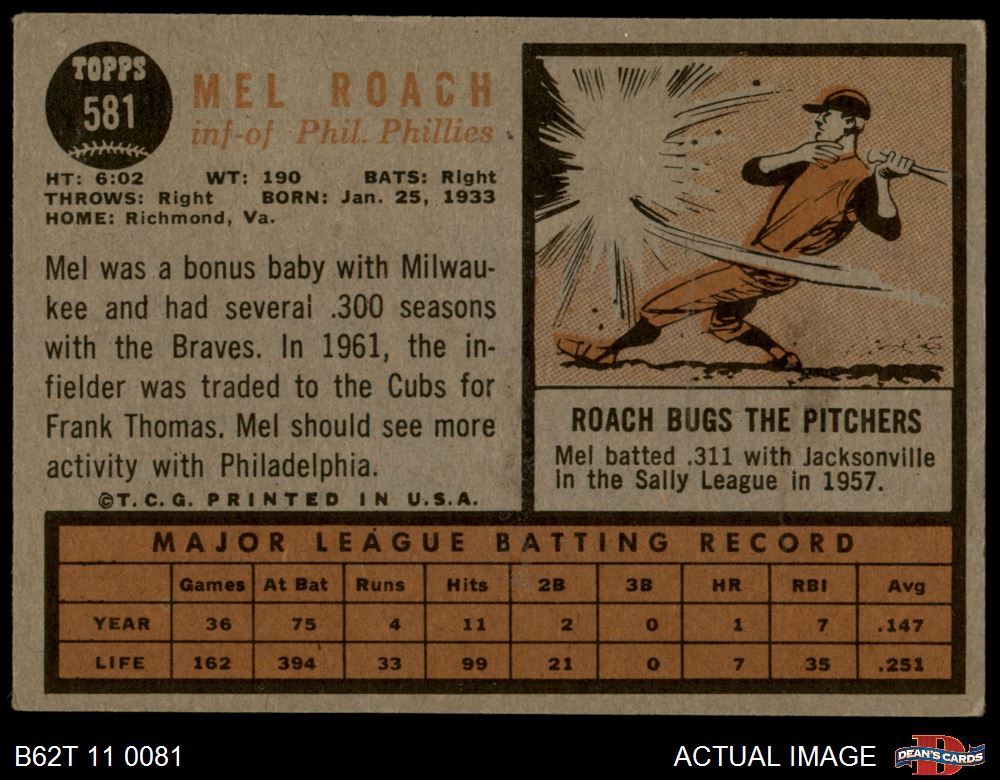 TOPPS
581
MEL ROACH
inf-of Phil. Phillies
HT: 6:02 WT: 190 BATS: Right
THROWS: Right BORN: Jan. 25, 1933
HOME: Richmond, Va.
Mel was a bonus baby with Milwau-
kee and had several .300 seasons
with the Braves. In 1961, the in-
fielder was traded to the Cubs for
Frank Thomas. Mel should see more
activity with Philadelphia.
©T.C.G. PRINTED IN U.S.A.
ROACH BUGS THE PITCHERS
Mel batted .311 with Jacksonville
in the Sally League in 1957.
MAJOR LEAGUE BATTING RECORD
Games At Bat Runs Hits 2B 3B HR RBI Avg
YEAR 36 75 4 11 2 0 1 7 .147
LIFE 162 394 33 99 21 0 7 35 .251
B62T 11 0081
ACTUAL IMAGE
D
DEAN'S CARDS